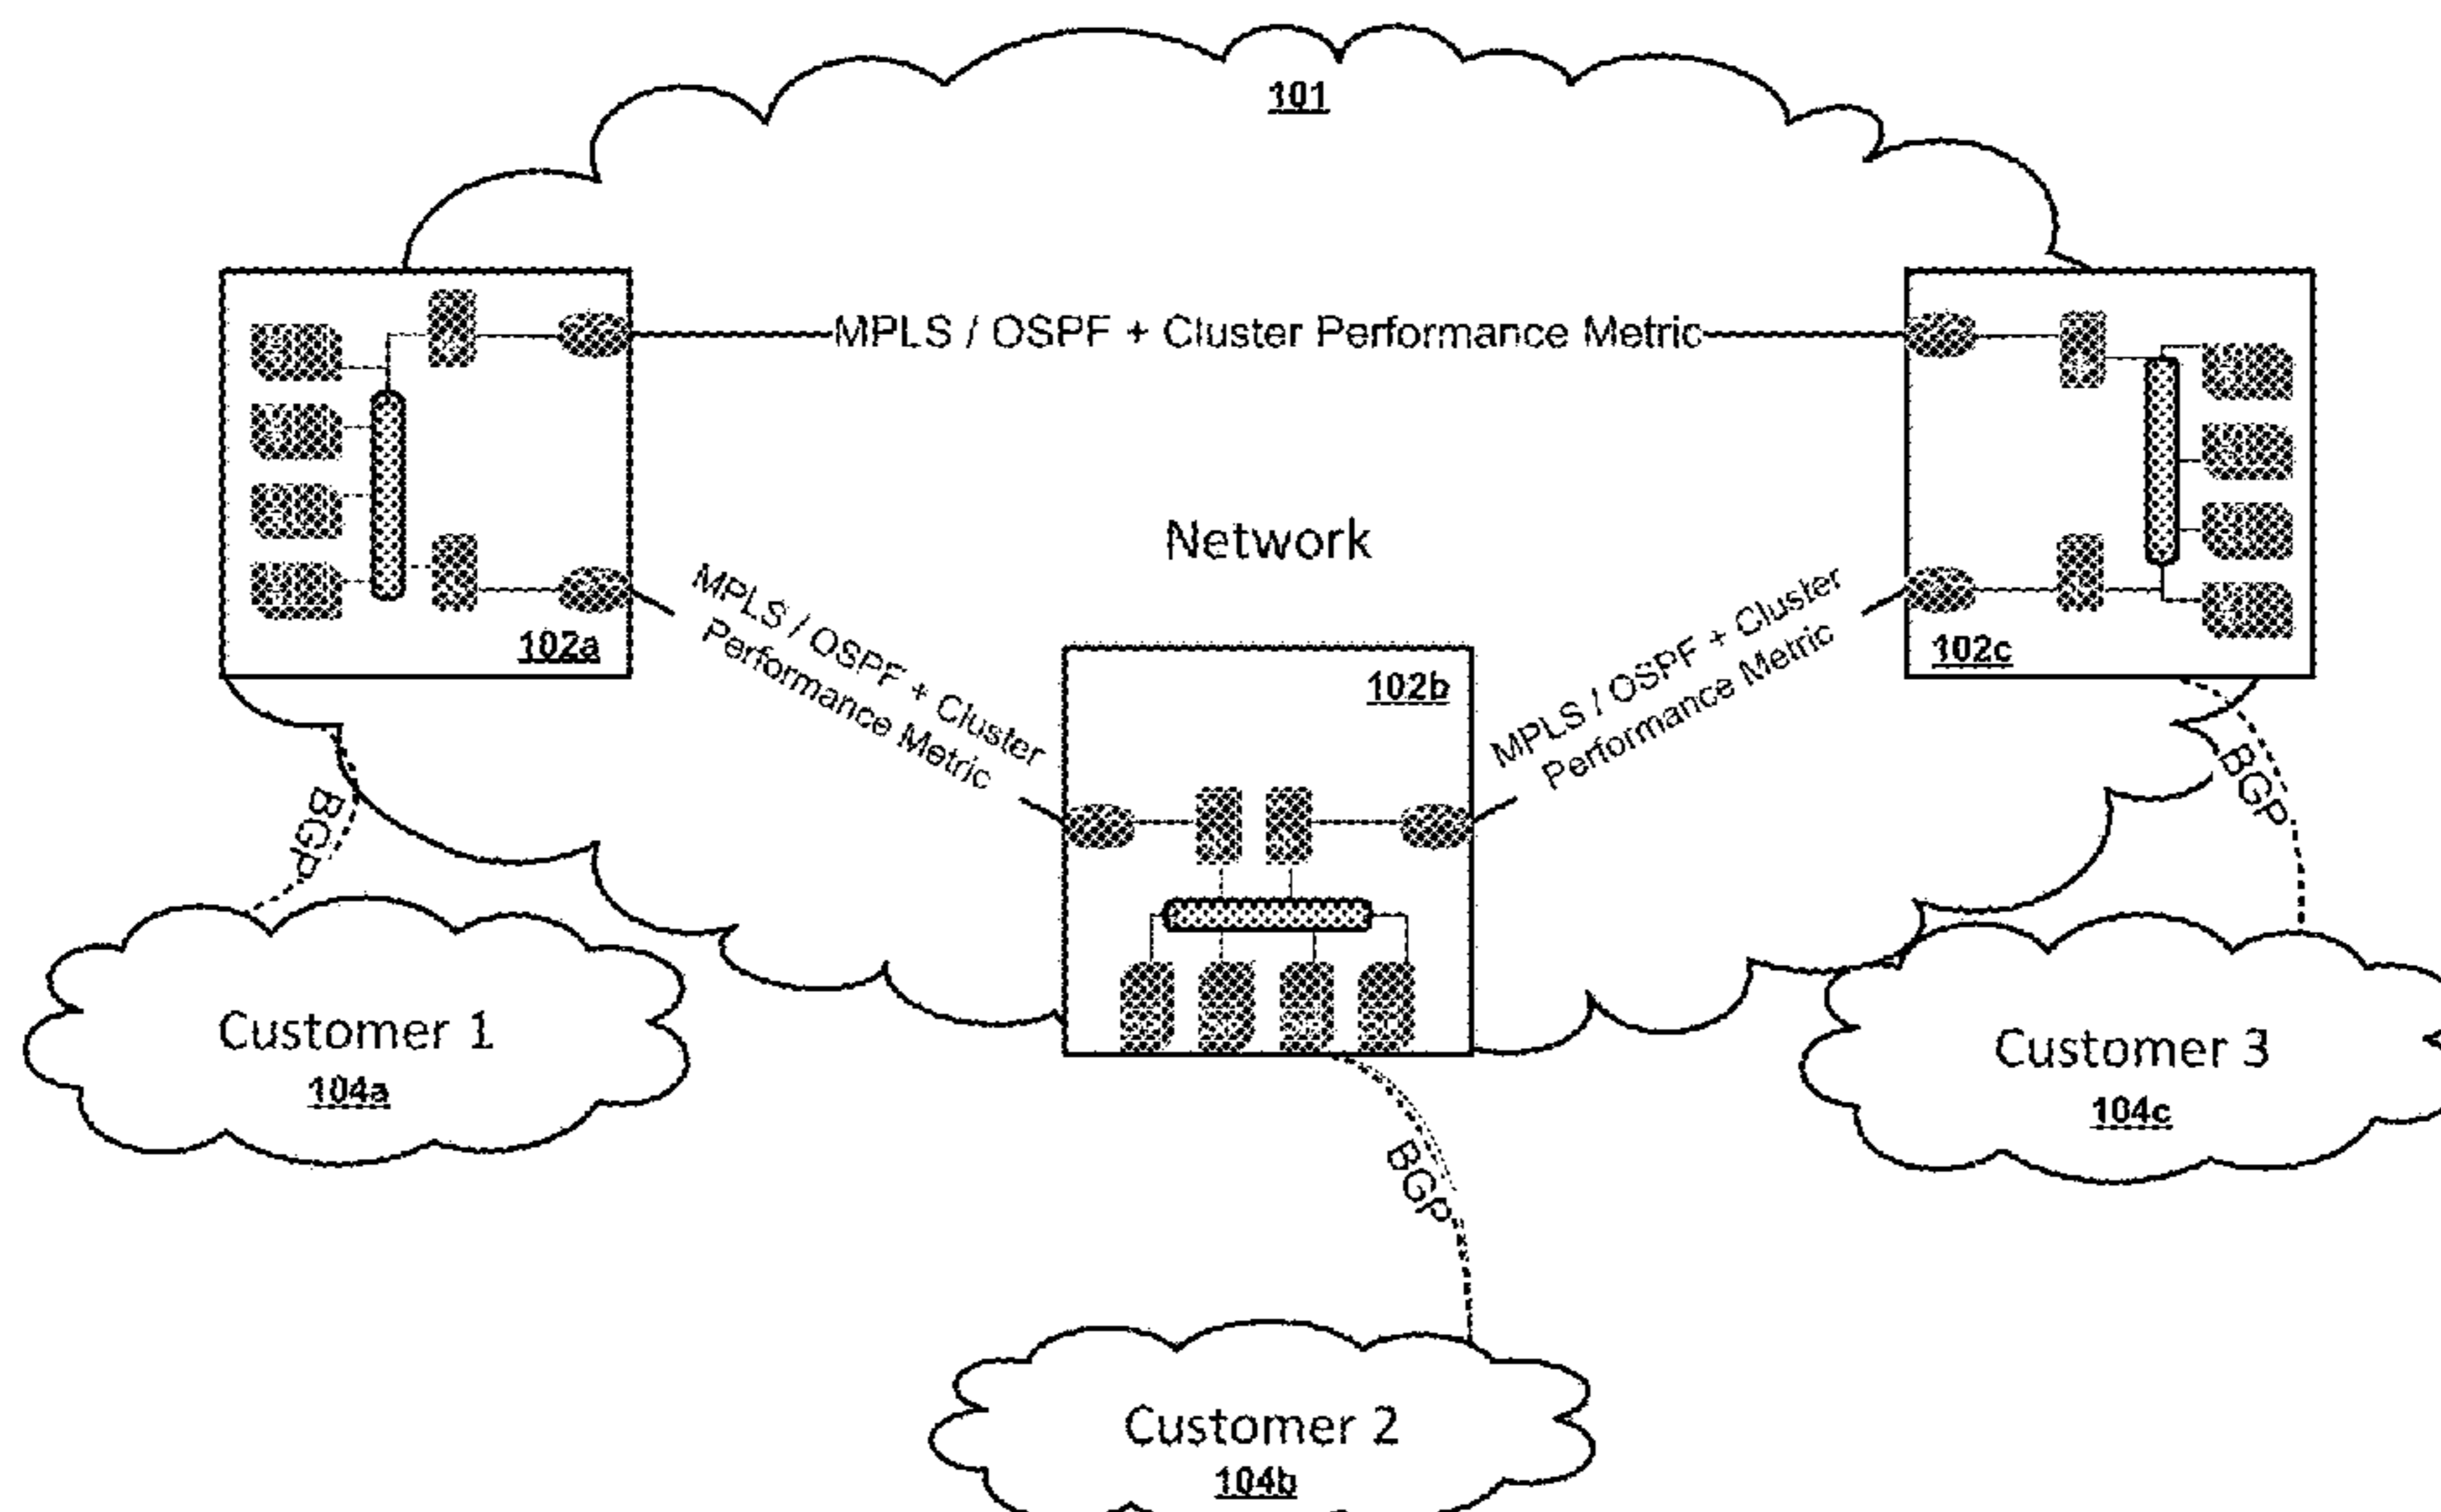 101
MPLS / OSPF + Cluster Performance Metric
Network
MPLS / OSPF + Cluster
Performance Metric
MPLS / OSPF + Cluster
Performance Metric
102a
102b
102c
BGP
BGP
Customer 1
104a
Customer 3
104c
BGP
Customer 2
104b